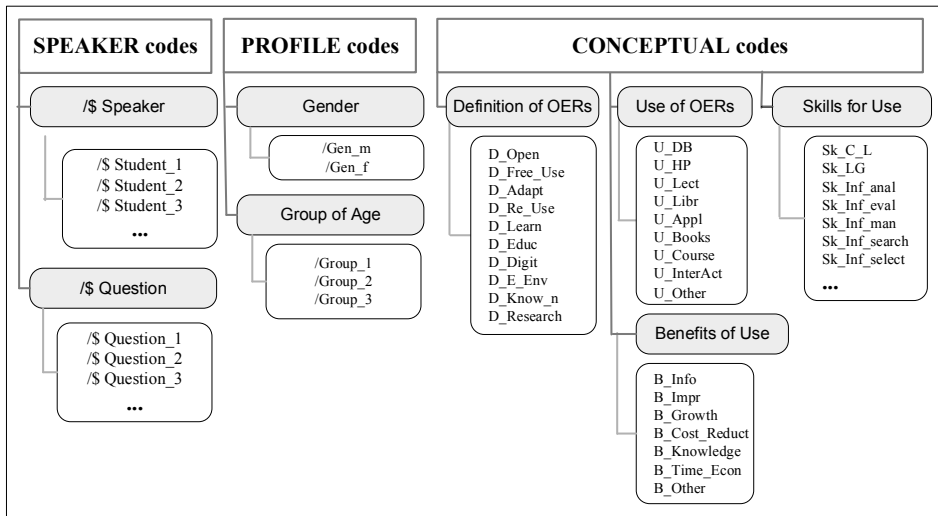 SPEAKER codes
/$ Speaker
/$ Student_1
/$ Student_2
/$ Student_3
...
/$ Question
/$ Question_1
/$ Question_2
/$ Question_3
...
PROFILE codes
Gender
/Gen_m
/Gen_f
Group of Age
/Group_1
/Group_2
/Group_3
CONCEPTUAL codes
Definition of OERs
D_Open
D_Free_Use
D_Adapt
D_Re_Use
D_Learn
D_Educ
D_Digit
D_E_Env
D_Know_n
D_Research
Use of OERs
U_DB
U_HP
U_Lect
U_Libr
U_Appl
U_Books
U_Course
U_InterAct
U_Other
Benefits of Use
B_Info
B_Impr
B_Growth
B_Cost_Reduct
B_Knowledge
B_Time_Econ
B_Other
Skills for Use
Sk_C_L
Sk_LG
Sk_Inf_anal
Sk_Inf_eval
Sk_Inf_man
Sk_Inf_search
Sk_Inf_select
...